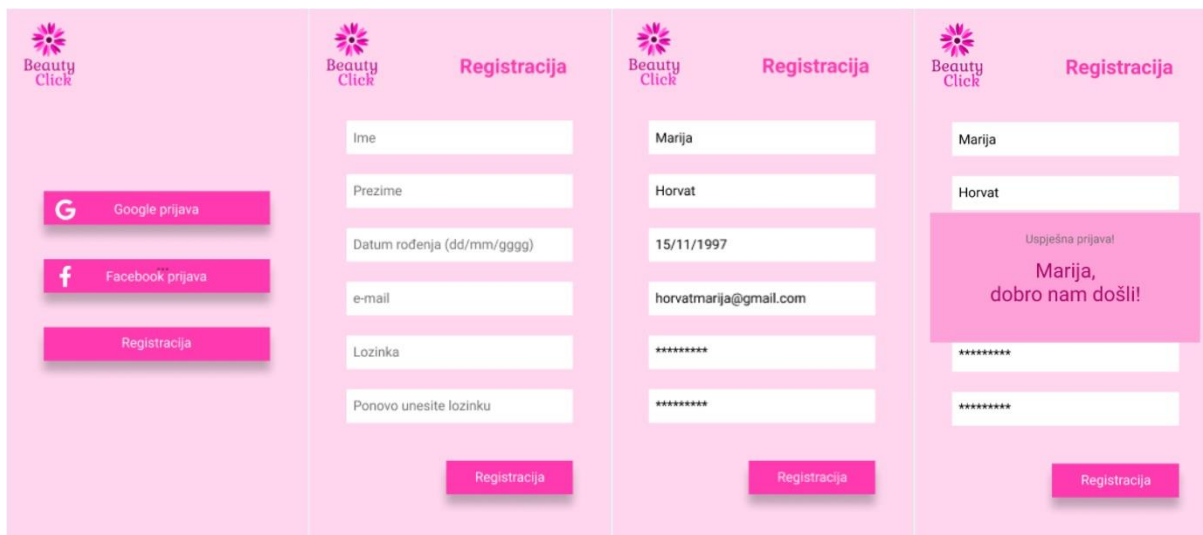 Beauty
Click
Google prijava
Facebook prijava
Registracija
Beauty
Click
Registracija
Ime
Prezime
Datum rođenja (dd/mm/gggg)
e-mail
Lozinka
Ponovo unesite lozinku
Registracija
Beauty
Click
Registracija
Marija
Horvat
15/11/1997
horvatmarija@gmail.com
*********
*********
Registracija
Beauty
Click
Registracija
Marija
Horvat
Uspješna prijava!
Marija,
dobro nam došli!
*********
*********
Registracija